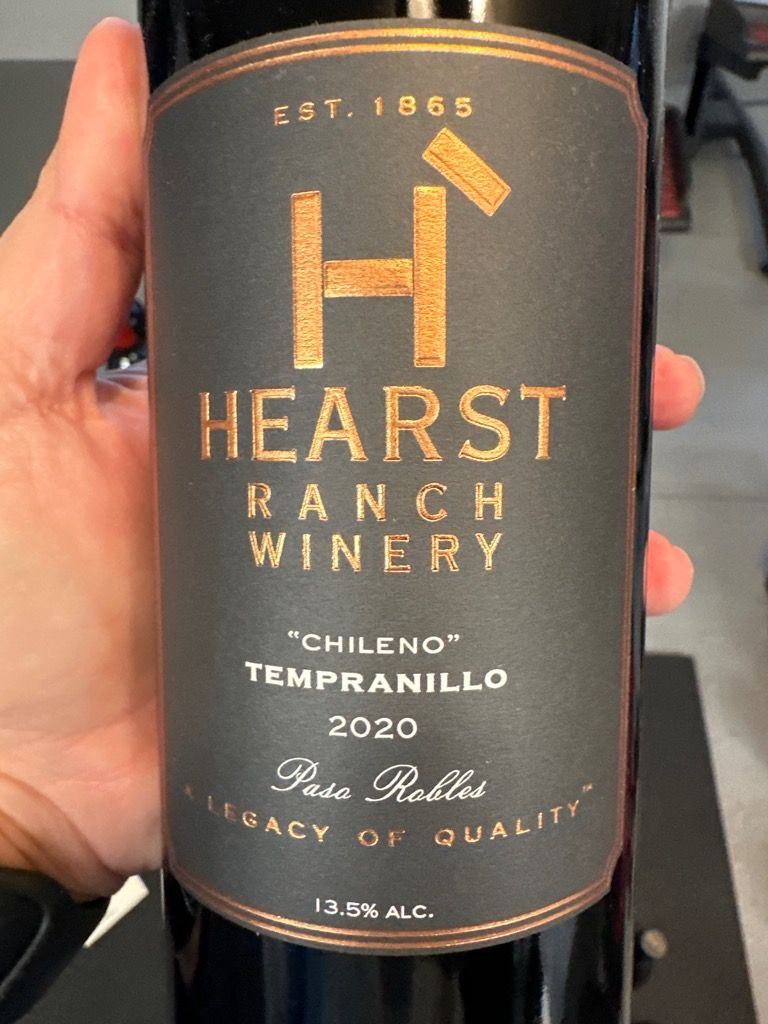 EST. 1865
H
HEARST
RANCH
WINERY
"CHILENO"
TEMPRANILLO
2020
Paso Robles
A LEGACY OF QUALITY™
13.5% ALC.